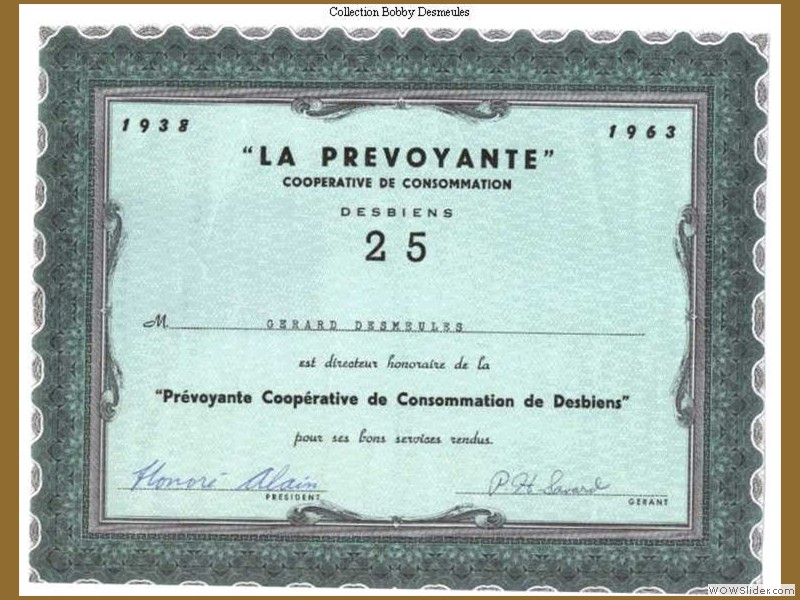 Collection Bobby Desmeules
1938 1963
"LA PREVOYANTE"
COOPERATIVE DE CONSOMMATION
DESBIENS
25
M. GERARD DESMEULES
est directeur honoraire de la
"Prévoyante Coopérative de Consommation de Desbiens"
pour ses bons services rendus.
Honoré Alain P. H Savard
PRESIDENT GERANT
WOWSlider.com